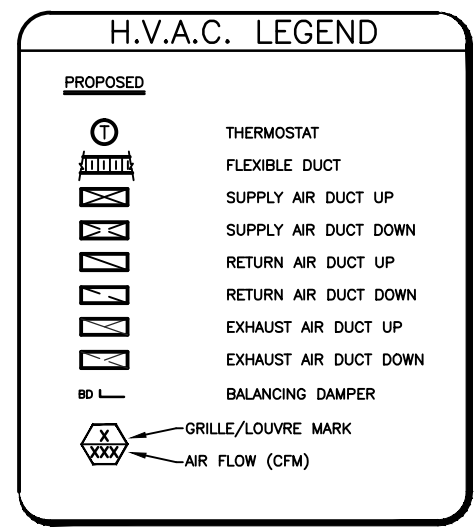 H.V.A.C. LEGEND
PROPOSED
T THERMOSTAT
FLEXIBLE DUCT
SUPPLY AIR DUCT UP
SUPPLY AIR DUCT DOWN
RETURN AIR DUCT UP
RETURN AIR DUCT DOWN
EXHAUST AIR DUCT UP
EXHAUST AIR DUCT DOWN
BD BALANCING DAMPER
X GRILLE/LOUVRE MARK
XXX AIR FLOW (CFM)